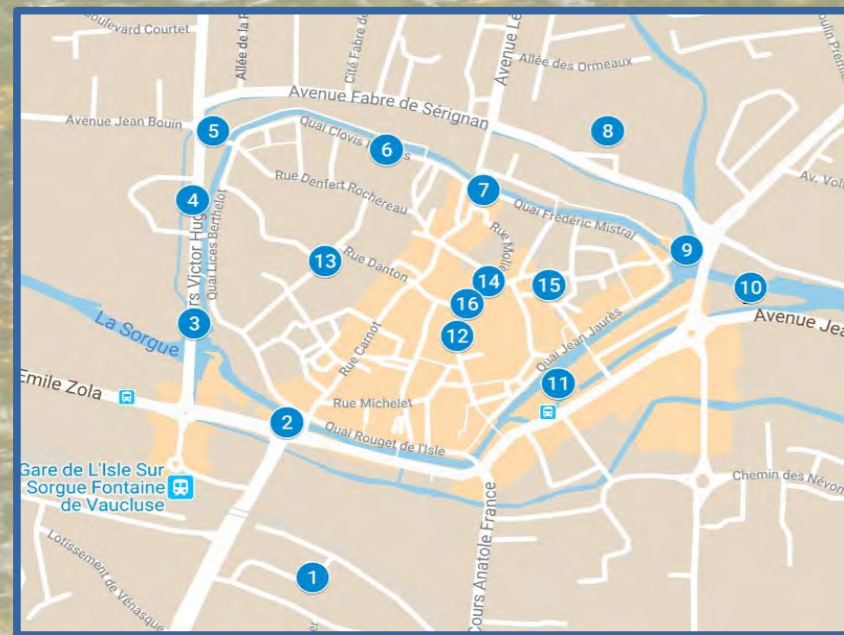 Boulevard Courtet
Allée de la
Cité Fabre de
Avenue Le
Allée des Ormeaux
oulin Premie
Avenue Fabre de Sérignan
Avenue Jean Bouin
5
6
8
Quai Clovis
4
Rue Denfert Rochereau
7
Quai Frédéric Mistral
Av. Volt
rs Victor Hug
Quai Lices Berthelot
Rue Moliè
9
13
Rue Danton
14
15
10
16
La Sorgue
3
12
Avenue Jea
Rue Carnot
Quai Jean Jaurès
Emile Zola
11
Rue Michelet
2
Quai Rouget de l'Isle
Gare de L'Isle Sur
Sorgue Fontaine
de Vaucluse
Chemin des Névon
Cours Anatole France
Lotissement de Vénasque
1